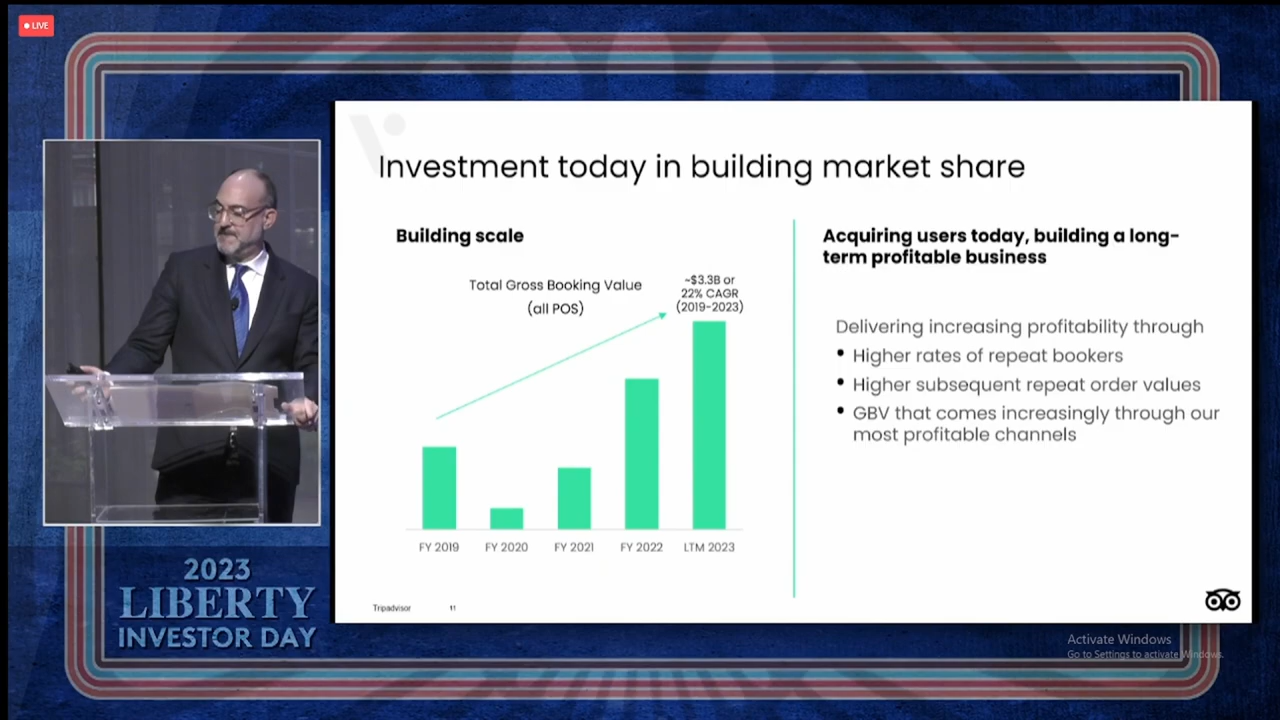 LIVE
Investment today in building market share
Building scale
Total Gross Booking Value
(all POS)
~$3.3B or
22% CAGR
(2019-2023)
FY 2019
FY 2020
FY 2021
FY 2022
LTM 2023
Acquiring users today, building a long-
term profitable business
Delivering increasing profitability through
• Higher rates of repeat bookers
• Higher subsequent repeat order values
• GBV that comes increasingly through our
most profitable channels
Tripadvisor
11
2023
LIBERTY
INVESTOR DAY
Activate Windows
Go to Settings to activate Windows.